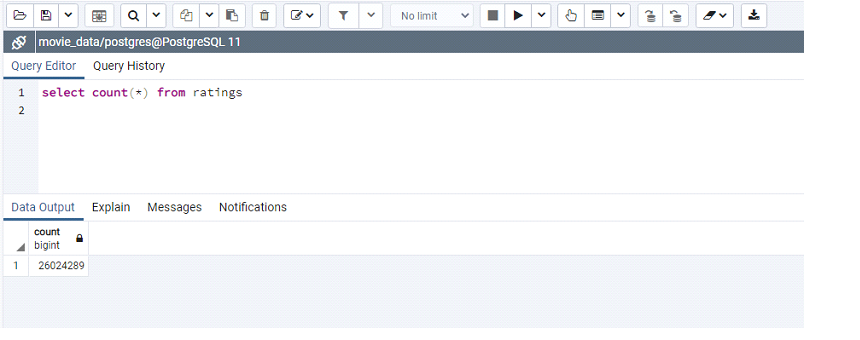 No limit
movie_data/postgres@PostgreSQL 11
Query Editor Query History
1 select count(*) from ratings
2
Data Output Explain Messages Notifications
count
bigint
1 26024289